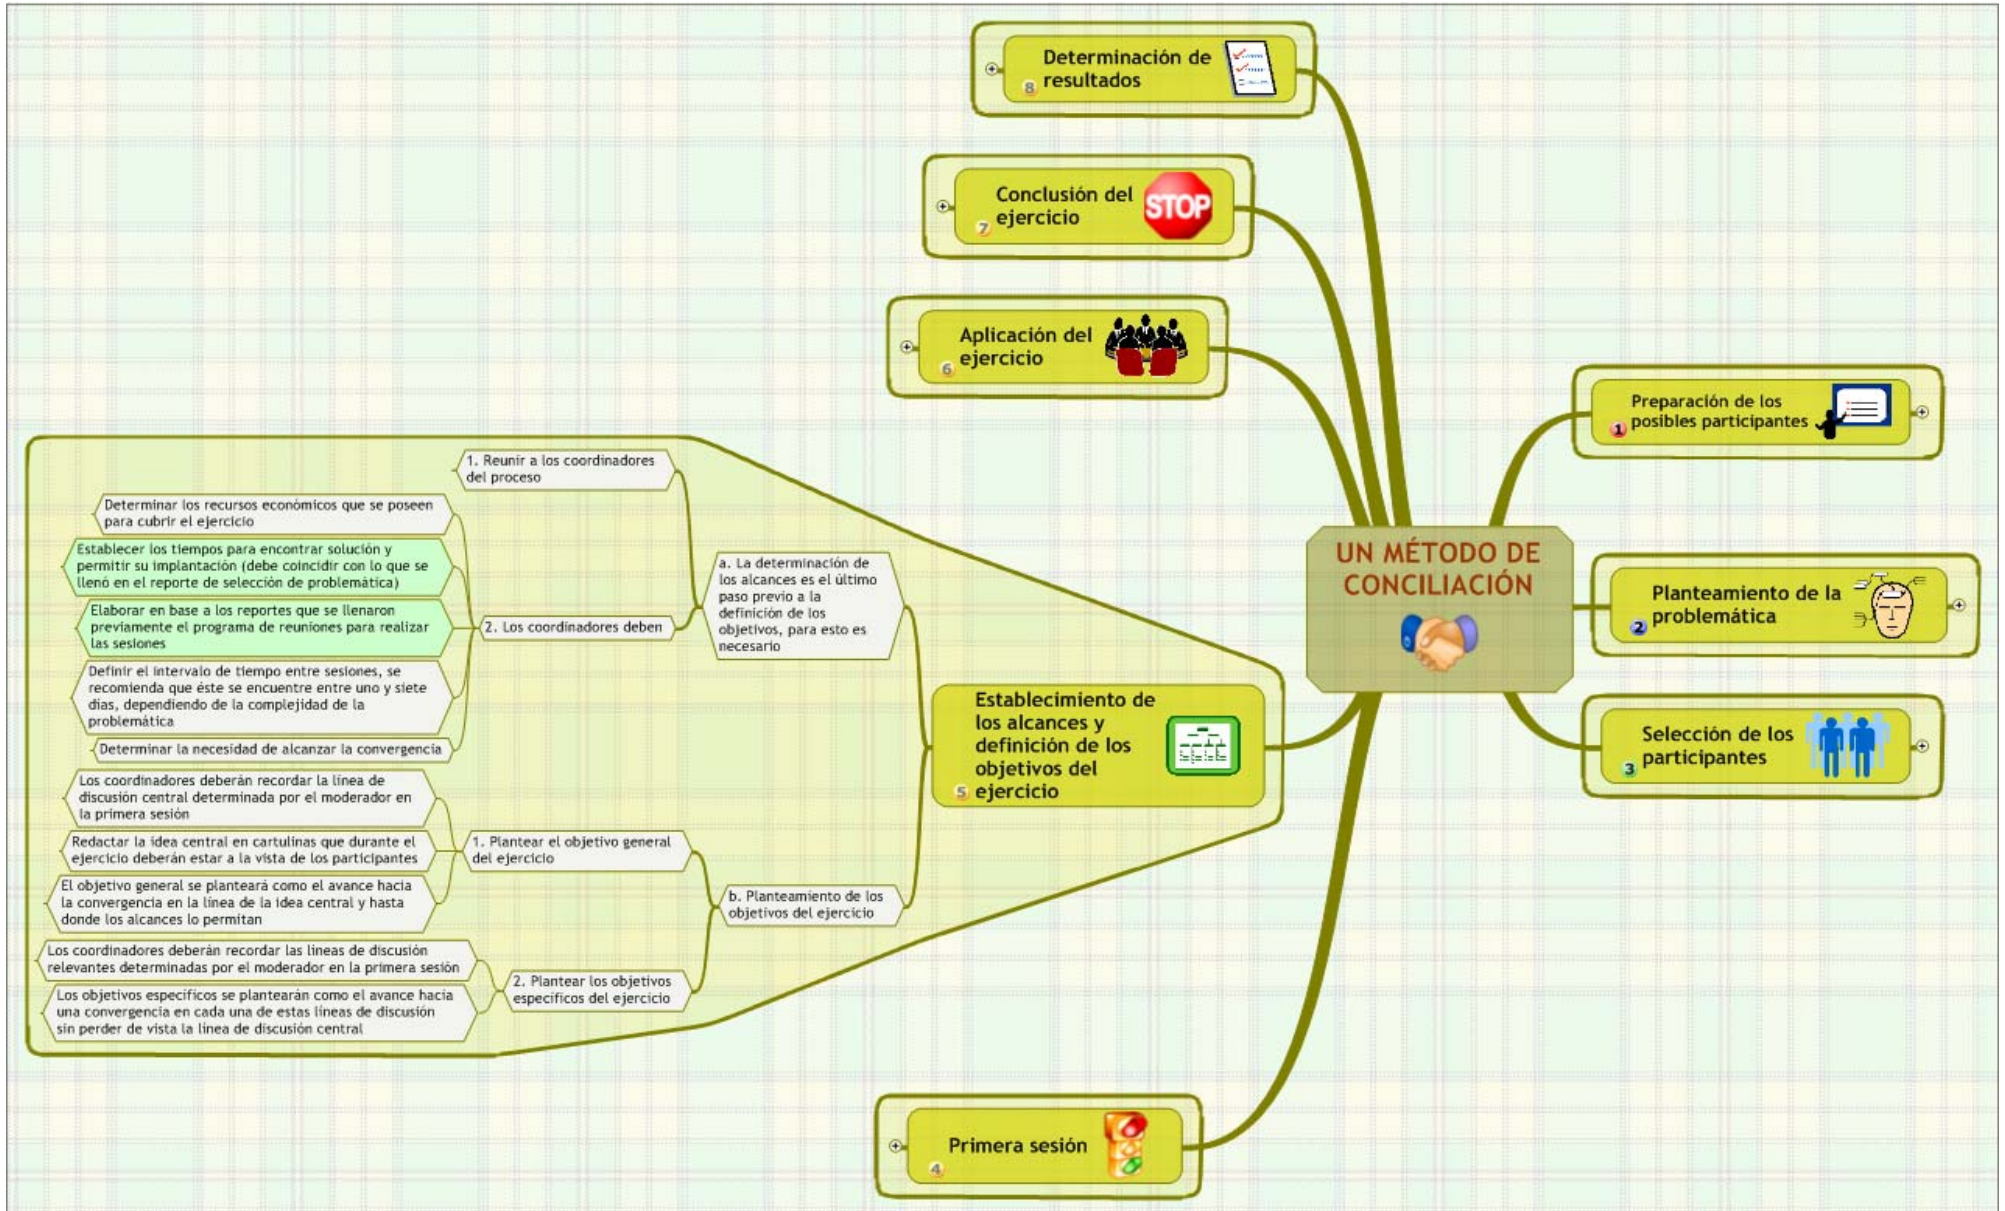 Determinación de
resultados
8
Conclusión del
ejercicio
7
STOP
Aplicación del
ejercicio
6
UN MÉTODO DE
CONCILIACIÓN
Preparación de los
posibles participantes
1
Planteamiento de la
problemática
2
Selección de los
participantes
3
Establecimiento de
los alcances y
definición de los
objetivos del
ejercicio
5
a. La determinación de
los alcances es el último
paso previo a la
definición de los
objetivos, para esto es
necesario
1. Reunir a los coordinadores
del proceso
2. Los coordinadores deben
Determinar los recursos económicos que se poseen
para cubrir el ejercicio
Establecer los tiempos para encontrar solución y
permitir su implantación (debe coincidir con lo que se
llenó en el reporte de selección de problemática)
Elaborar en base a los reportes que se llenaron
previamente el programa de reuniones para realizar
las sesiones
Definir el intervalo de tiempo entre sesiones, se
recomienda que éste se encuentre entre uno y siete
días, dependiendo de la complejidad de la
problemática
Determinar la necesidad de alcanzar la convergencia
b. Planteamiento de los
objetivos del ejercicio
1. Plantear el objetivo general
del ejercicio
Los coordinadores deberán recordar la línea de
discusión central determinada por el moderador en
la primera sesión
Redactar la idea central en cartulinas que durante el
ejercicio deberán estar a la vista de los participantes
El objetivo general se planteará como el avance hacia
la convergencia en la línea de la idea central y hasta
donde los alcances lo permitan
2. Plantear los objetivos
específicos del ejercicio
Los coordinadores deberán recordar las líneas de discusión
relevantes determinadas por el moderador en la primera sesión
Los objetivos específicos se plantearán como el avance hacia
una convergencia en cada una de estas líneas de discusión
sin perder de vista la línea de discusión central
Primera sesión
4